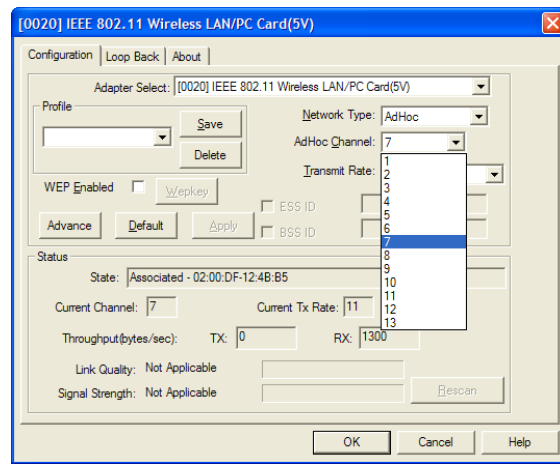 [0020] IEEE 802.11 Wireless LAN/PC Card(5V)
Configuration Loop Back About
Adapter Select: [0020] IEEE 802.11 Wireless LAN/PC Card(5V)
Profile
Save
Delete
Network Type: AdHoc
AdHoc Channel: 7
Transmit Rate:
1
2
3
4
5
6
7
8
9
10
11
12
13
WEP Enabled Wepkey
ESS ID
BSS ID
Advance Default Apply
Status
State: Associated - 02:00:DF-12:4B:B5
Current Channel: 7 Current Tx Rate: 11
Throughput(bytes/sec): TX: 0 RX: 1300
Link Quality: Not Applicable
Signal Strength: Not Applicable Rescan
OK Cancel Help